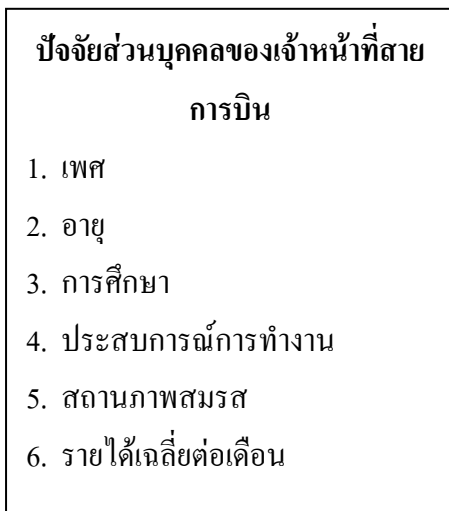 ปัจจัยส่วนบุคคลของเจ้าหน้าที่สาย
การบิน
1. เพศ
2. อายุ
3. การศึกษา
4. ประสบการณ์การทำงาน
5. สถานภาพสมรส
6. รายได้เฉลี่ยต่อเดือน